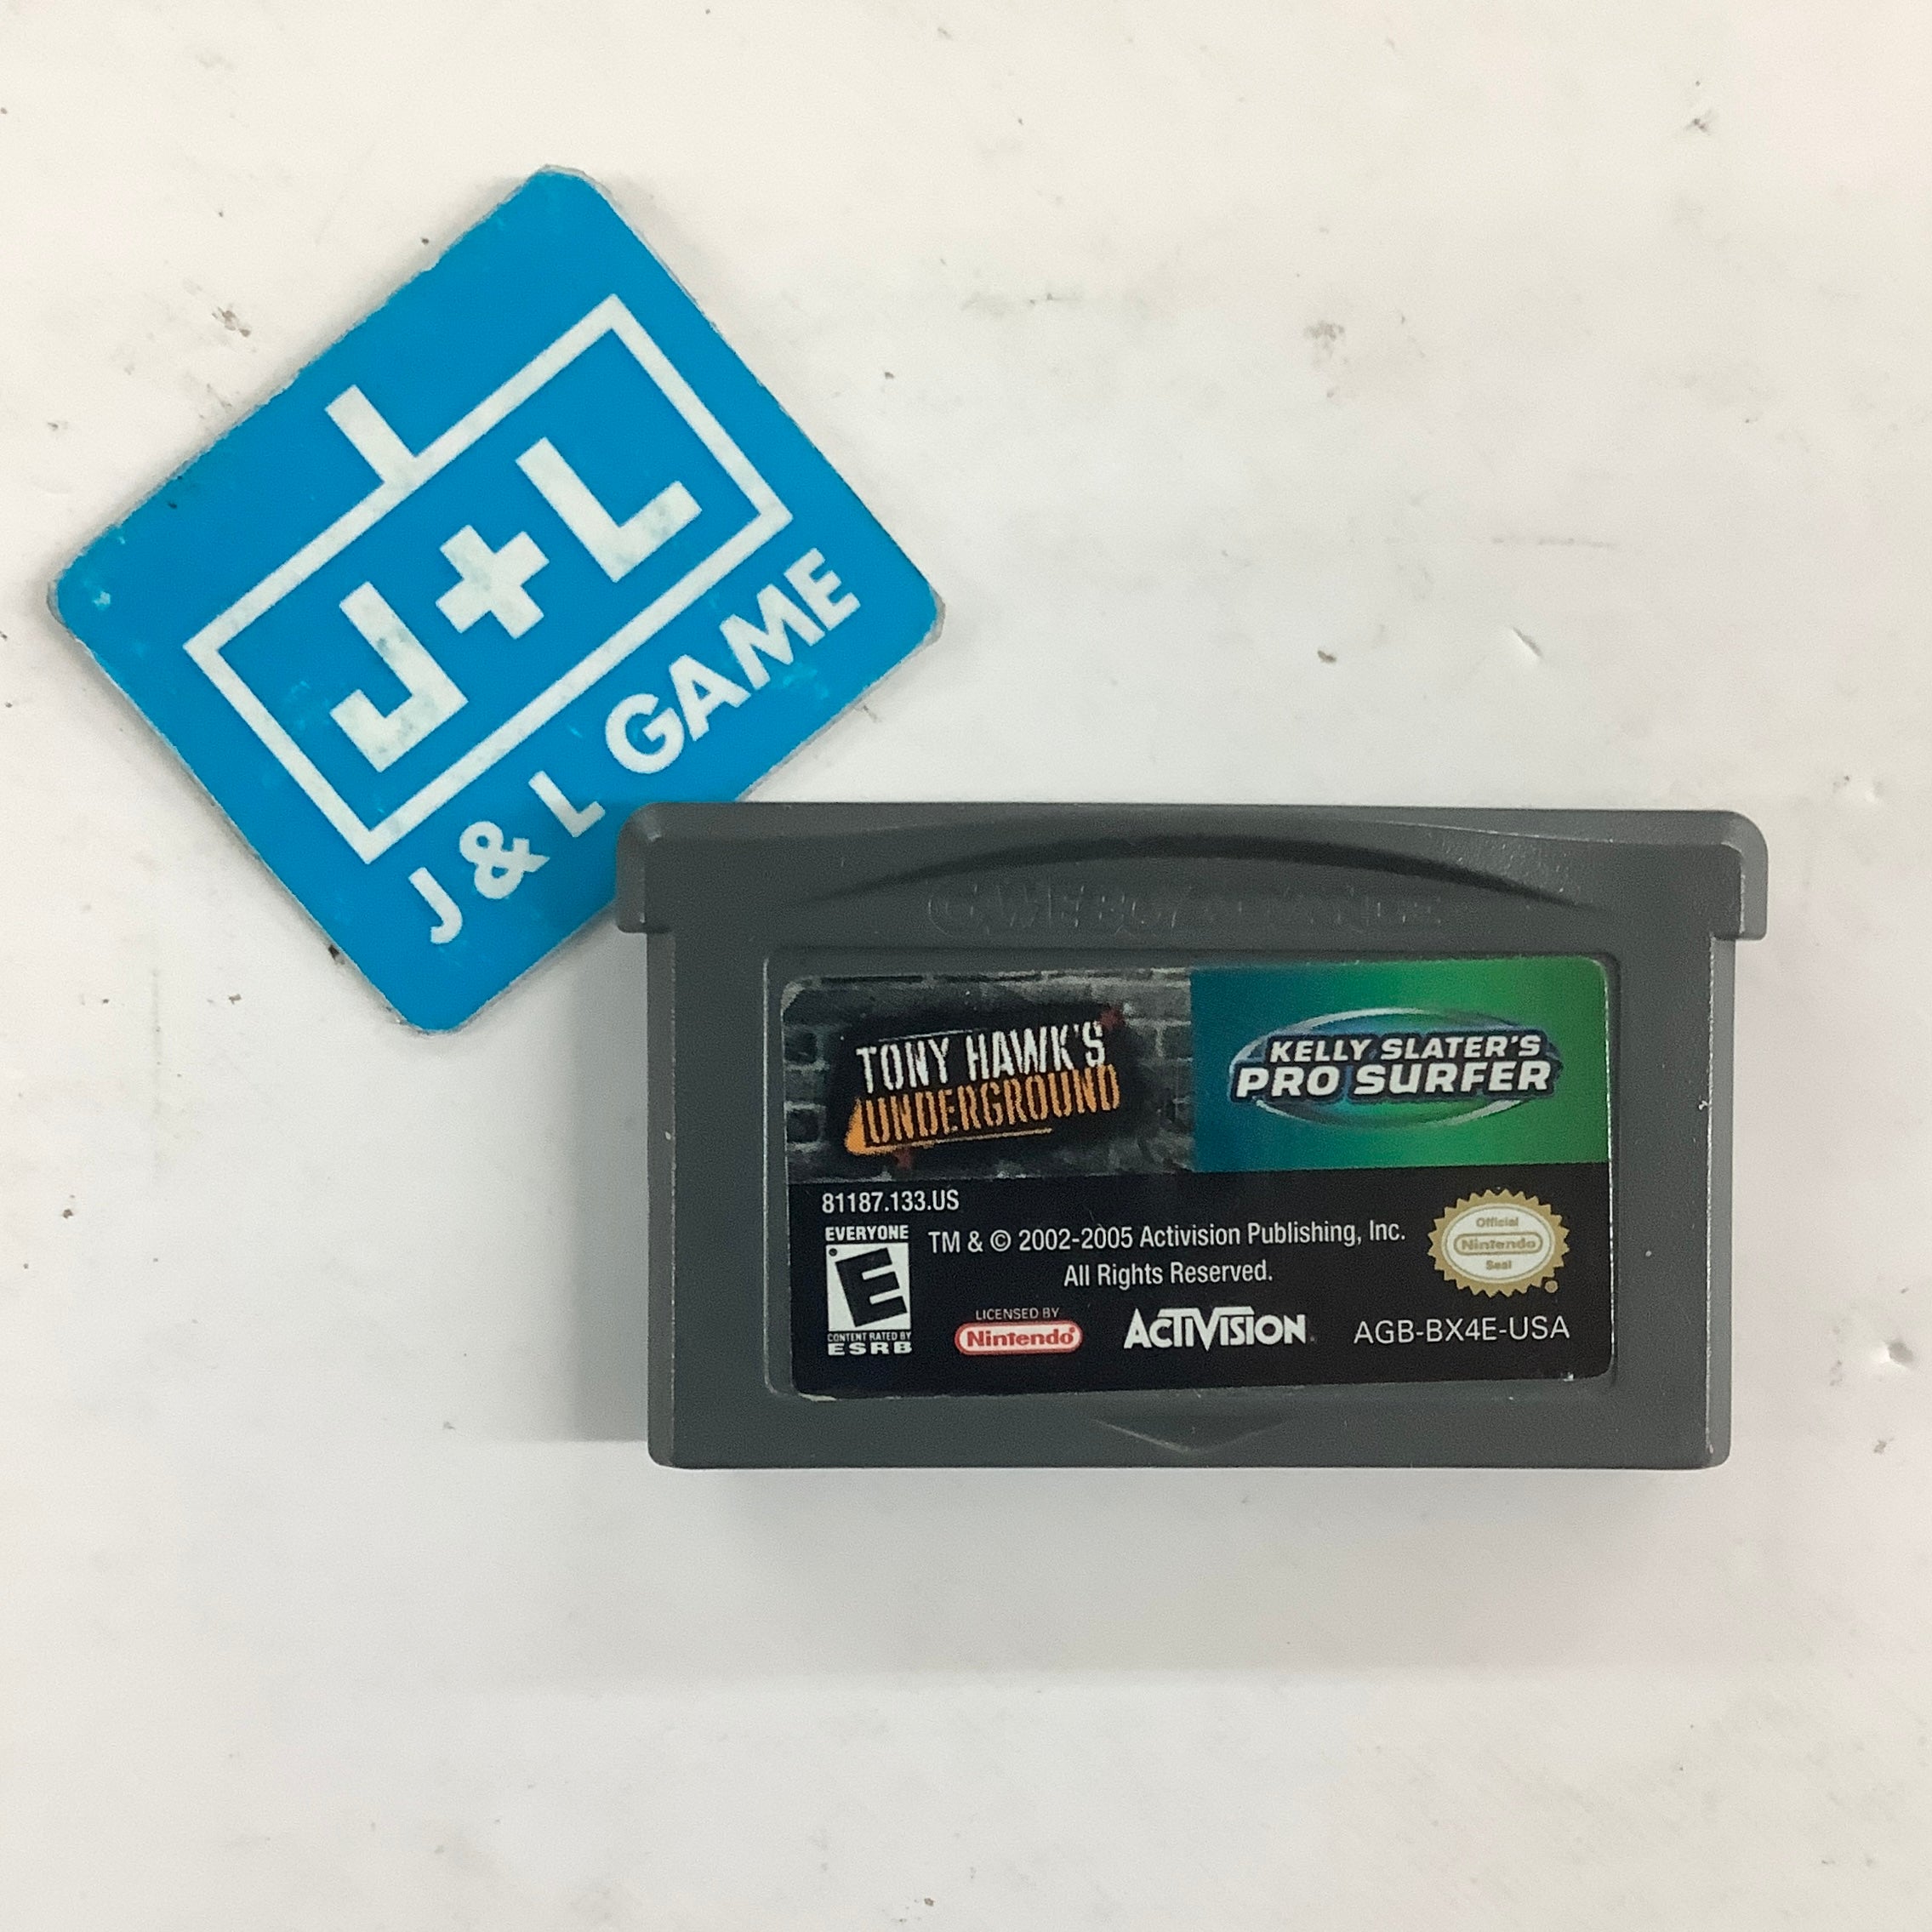 J+L
J & L GAME
GAME BOY ADVANCE
TONY HAWK'S
UNDERGROUND
KELLY SLATER'S
PRO SURFER
81187.133.US
EVERYONE
E
CONTENT RATED BY
ESRB
TM & © 2002-2005 Activision Publishing, Inc.
All Rights Reserved.
LICENSED BY
Nintendo®
ACTIVISION
Official
Nintendo
Seal
AGB-BX4E-USA